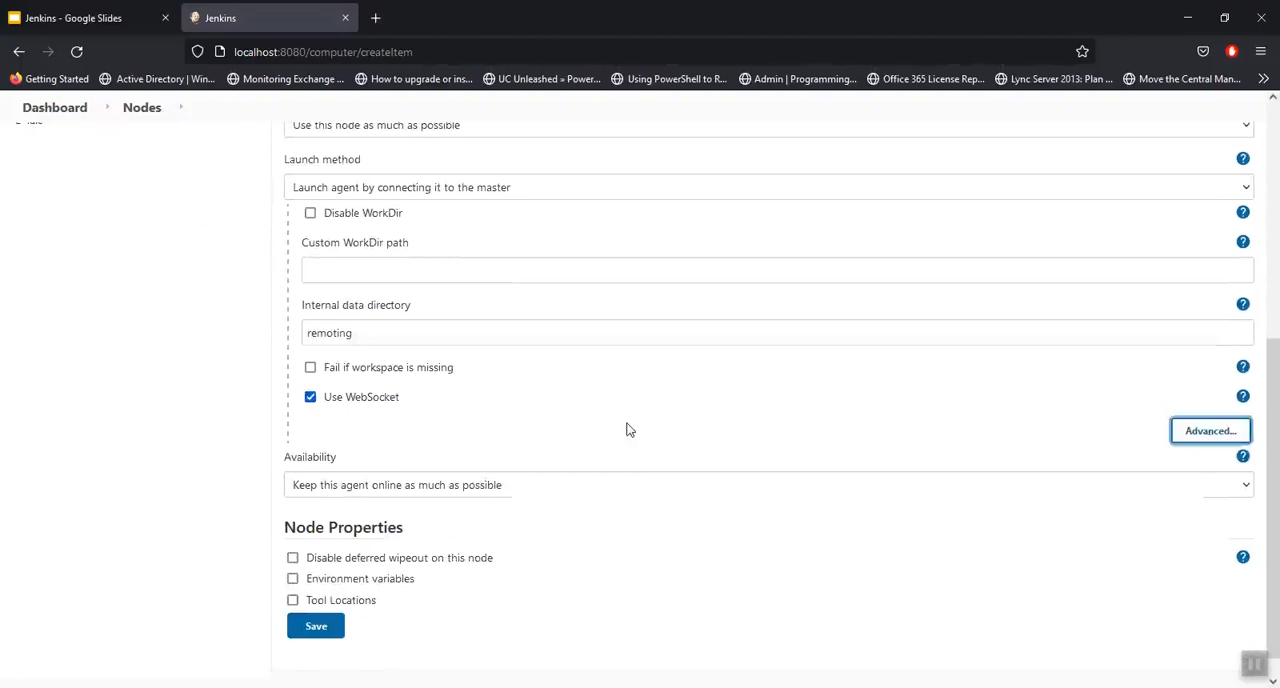 Jenkins - Google Slides
Jenkins
localhost:8080/computer/createItem
Getting Started
Active Directory | Win...
Monitoring Exchange ...
How to upgrade or ins...
UC Unleashed » Power...
Using PowerShell to R...
Admin | Programming...
Office 365 License Rep...
Lync Server 2013: Plan ...
Move the Central Man...
Dashboard
Nodes
Use this node as much as possible
Launch method
Launch agent by connecting it to the master
Disable WorkDir
Custom WorkDir path
Internal data directory
remoting
Fail if workspace is missing
Use WebSocket
Advanced...
Availability
Keep this agent online as much as possible
Node Properties
Disable deferred wipeout on this node
Environment variables
Tool Locations
Save